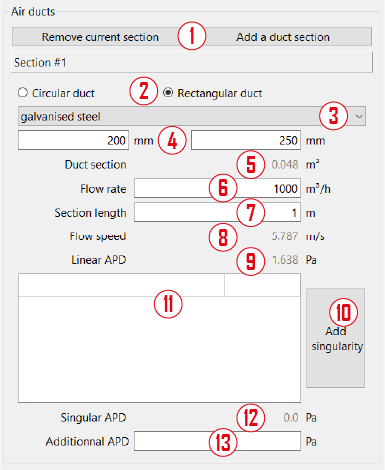 Air ducts
Remove current section 1 Add a duct section
Section #1
Circular duct 2 Rectangular duct
galvanised steel 3
200 mm 4 250 mm
Duct section 5 0.048 m²
Flow rate 6 1000 m³/h
Section length 7 1 m
Flow speed 8 5.787 m/s
Linear APD 9 1.638 Pa
11
10
Add
singularity
Singular APD 12 0.0 Pa
Additionnal APD 13 Pa